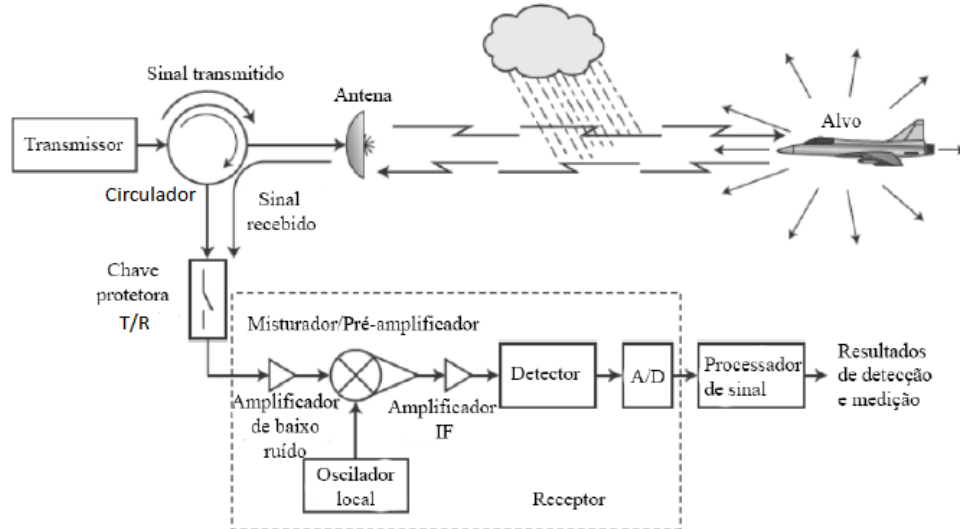 Sinal transmitido
Antena
Alvo
Transmissor
Circulador
Sinal
recebido
Chave
protetora
T/R
Misturador/Pré-amplificador
Detector
A/D
Processador
de sinal
Resultados
de detecção
e medição
Amplificador
de baixo
ruído
Amplificador
IF
Oscilador
local
Receptor